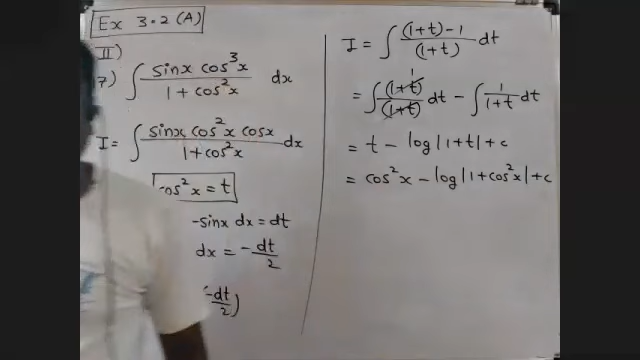 Ex 3.2 (A)
II)
7) ∫ sinx cos³x / 1 + cos²x dx
I = ∫ sinx cos²x cosx / 1+cos²x dx
cos²x = t
-sinx dx = dt
dx = -dt/2
-dt/2)
I = ∫ (1+t)-1 / (1+t) dt
= ∫ (1+t) / (1+t) 1 dt - ∫ 1 / 1+t dt
= t - log|1+t| + c
= cos²x - log|1+cos²x| + c